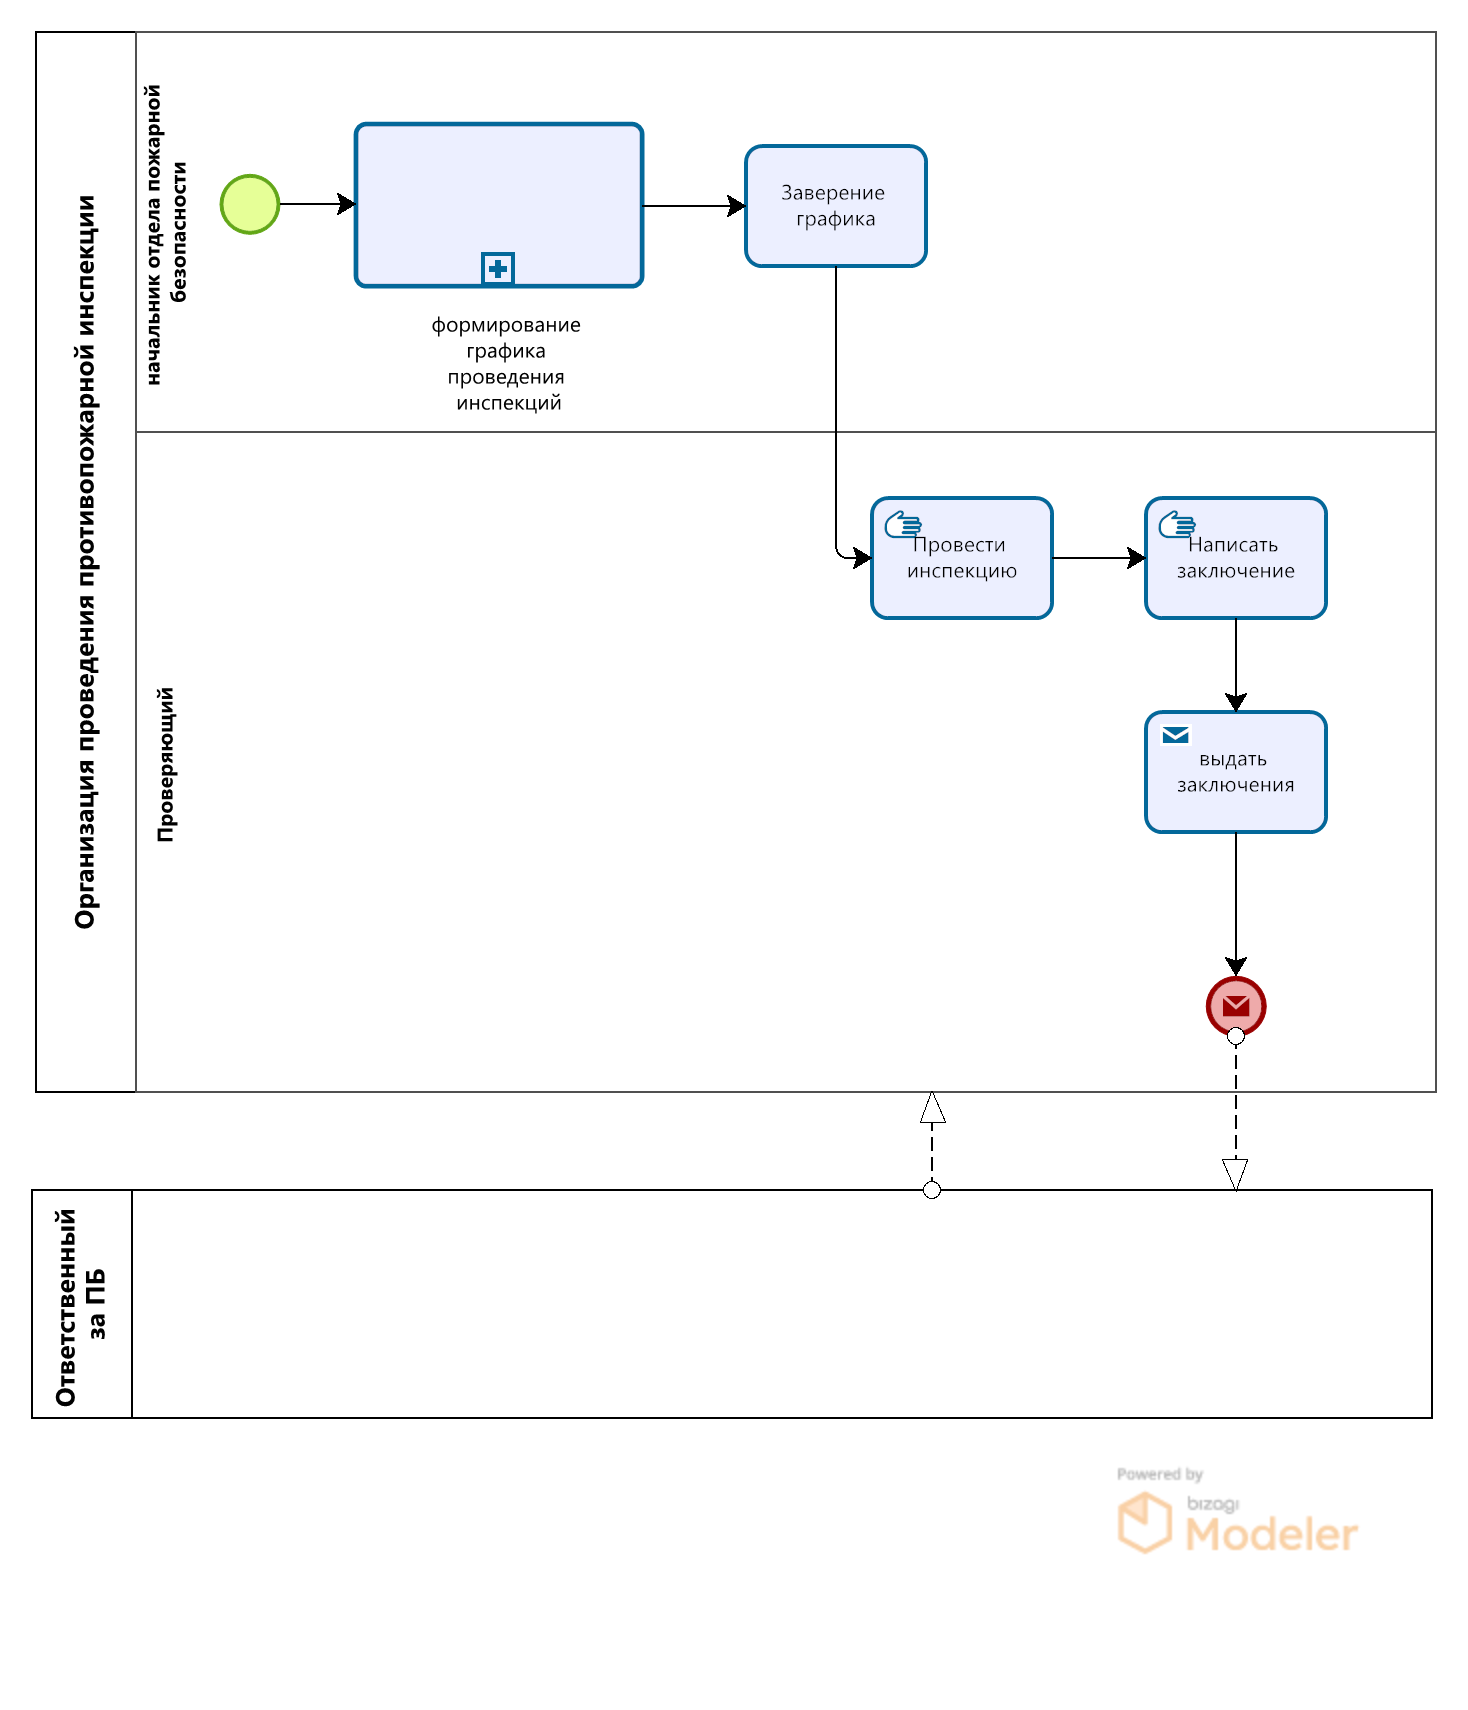 Организация проведения противопожарной инспекции
начальник отдела пожарной
безопасности
формирование
графика
проведения
инспекций
Заверение
графика
Проверяющий
Провести
инспекцию
Написать
заключение
выдать
заключения
Ответственный
за ПБ
Powered by
bizagi
Modeler